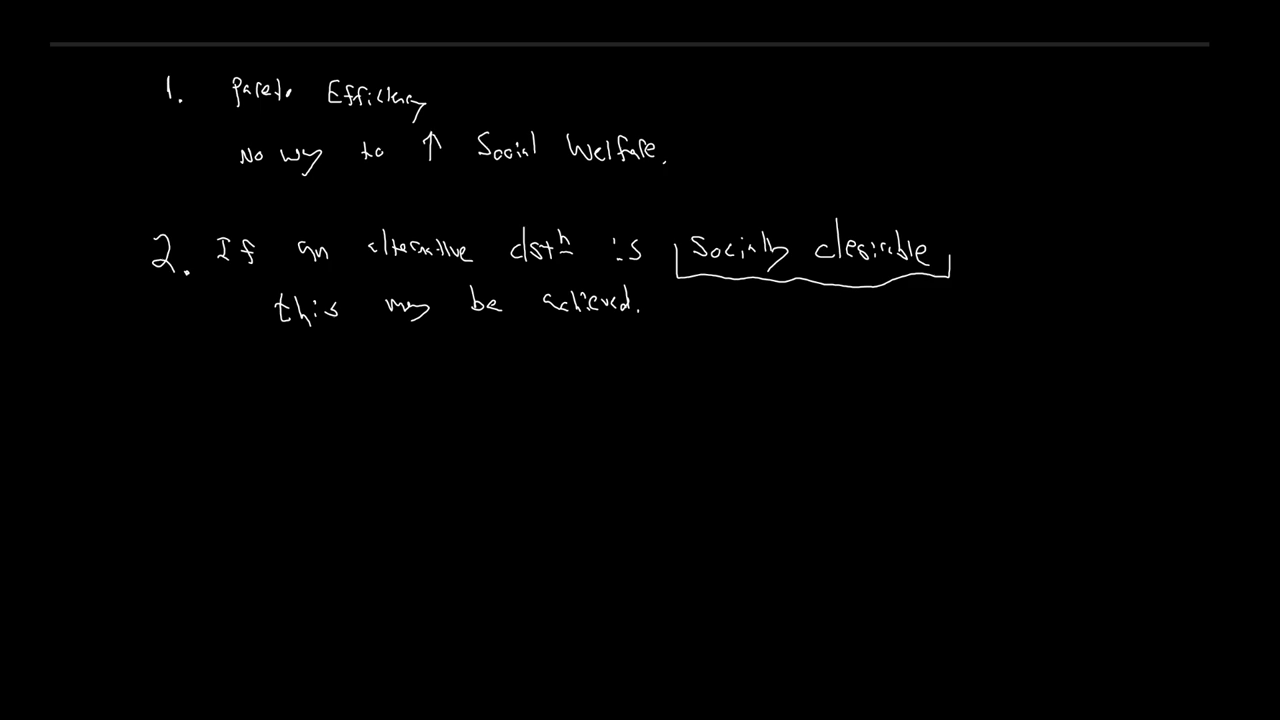 1. Pareto Efficiency
No way to ↑ Social Welfare.
2. If an alternative dstn is socially desirable
this may be achieved.